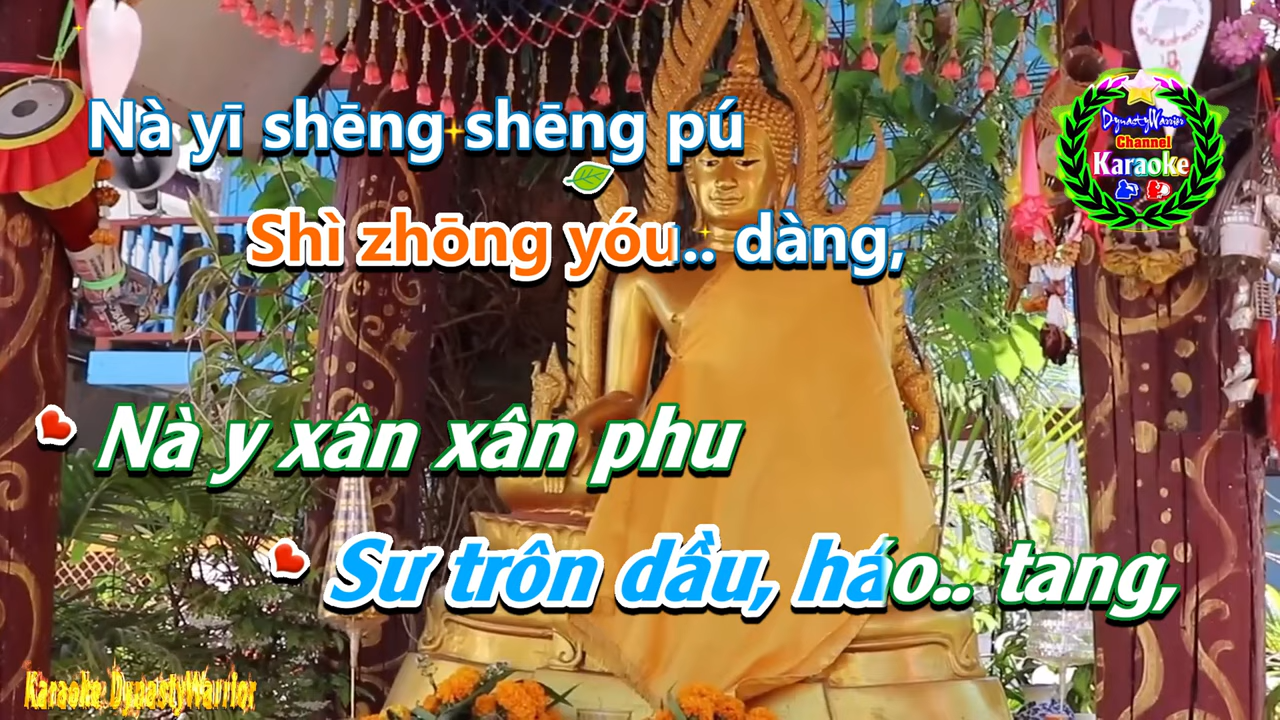 Nà yī shēng shēng pú
Shì zhōng yóu.. dàng,
Nà y xân xân phu
Sư trôn dầu, háo.. tang,
DynastyWarrior
Channel
Karaoke
Karaoke DynastyWarrior